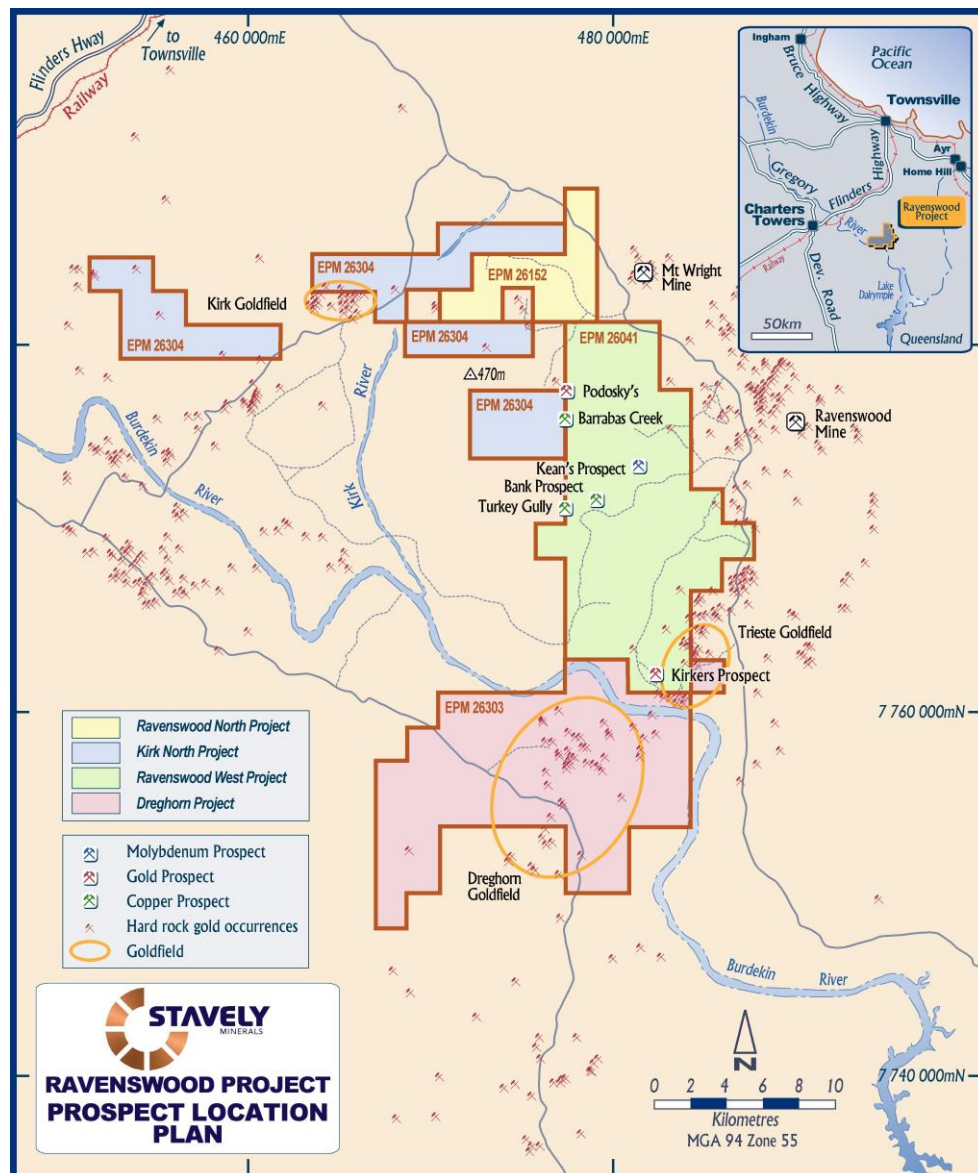 460 000mE
480 000mE
Flinders Hway
to
Townsville
Railway
Ingham
Bruce Highway
Pacific
Ocean
Burdekin
Townsville
Ayr
Home Hill
Gregory
Flinders
Highway
Charters
Towers
River
Ravenswood
Project
Railway
Dev. Road
Lake
Dalrymple
50km
Queensland
EPM 26304
EPM 26152
Mt Wright
Mine
Kirk Goldfield
EPM 26304
EPM 26304
EPM 26041
River
470m
EPM 26304
Podosky's
Barrabas Creek
Ravenswood
Mine
Burdekin
River
Kirk
Kean's Prospect
Bank Prospect
Turkey Gully
Trieste Goldfield
Kirkers Prospect
EPM 26303
7 760 000mN
Ravenswood North Project
Kirk North Project
Ravenswood West Project
Dreghorn Project
Molybdenum Prospect
Gold Prospect
Copper Prospect
Hard rock gold occurrences
Goldfield
Dreghorn
Goldfield
Burdekin
River
STAVELY
MINERALS
RAVENSWOOD PROJECT
PROSPECT LOCATION
PLAN
N
0 2 4 6 8 10
Kilometres
MGA 94 Zone 55
7 740 000mN